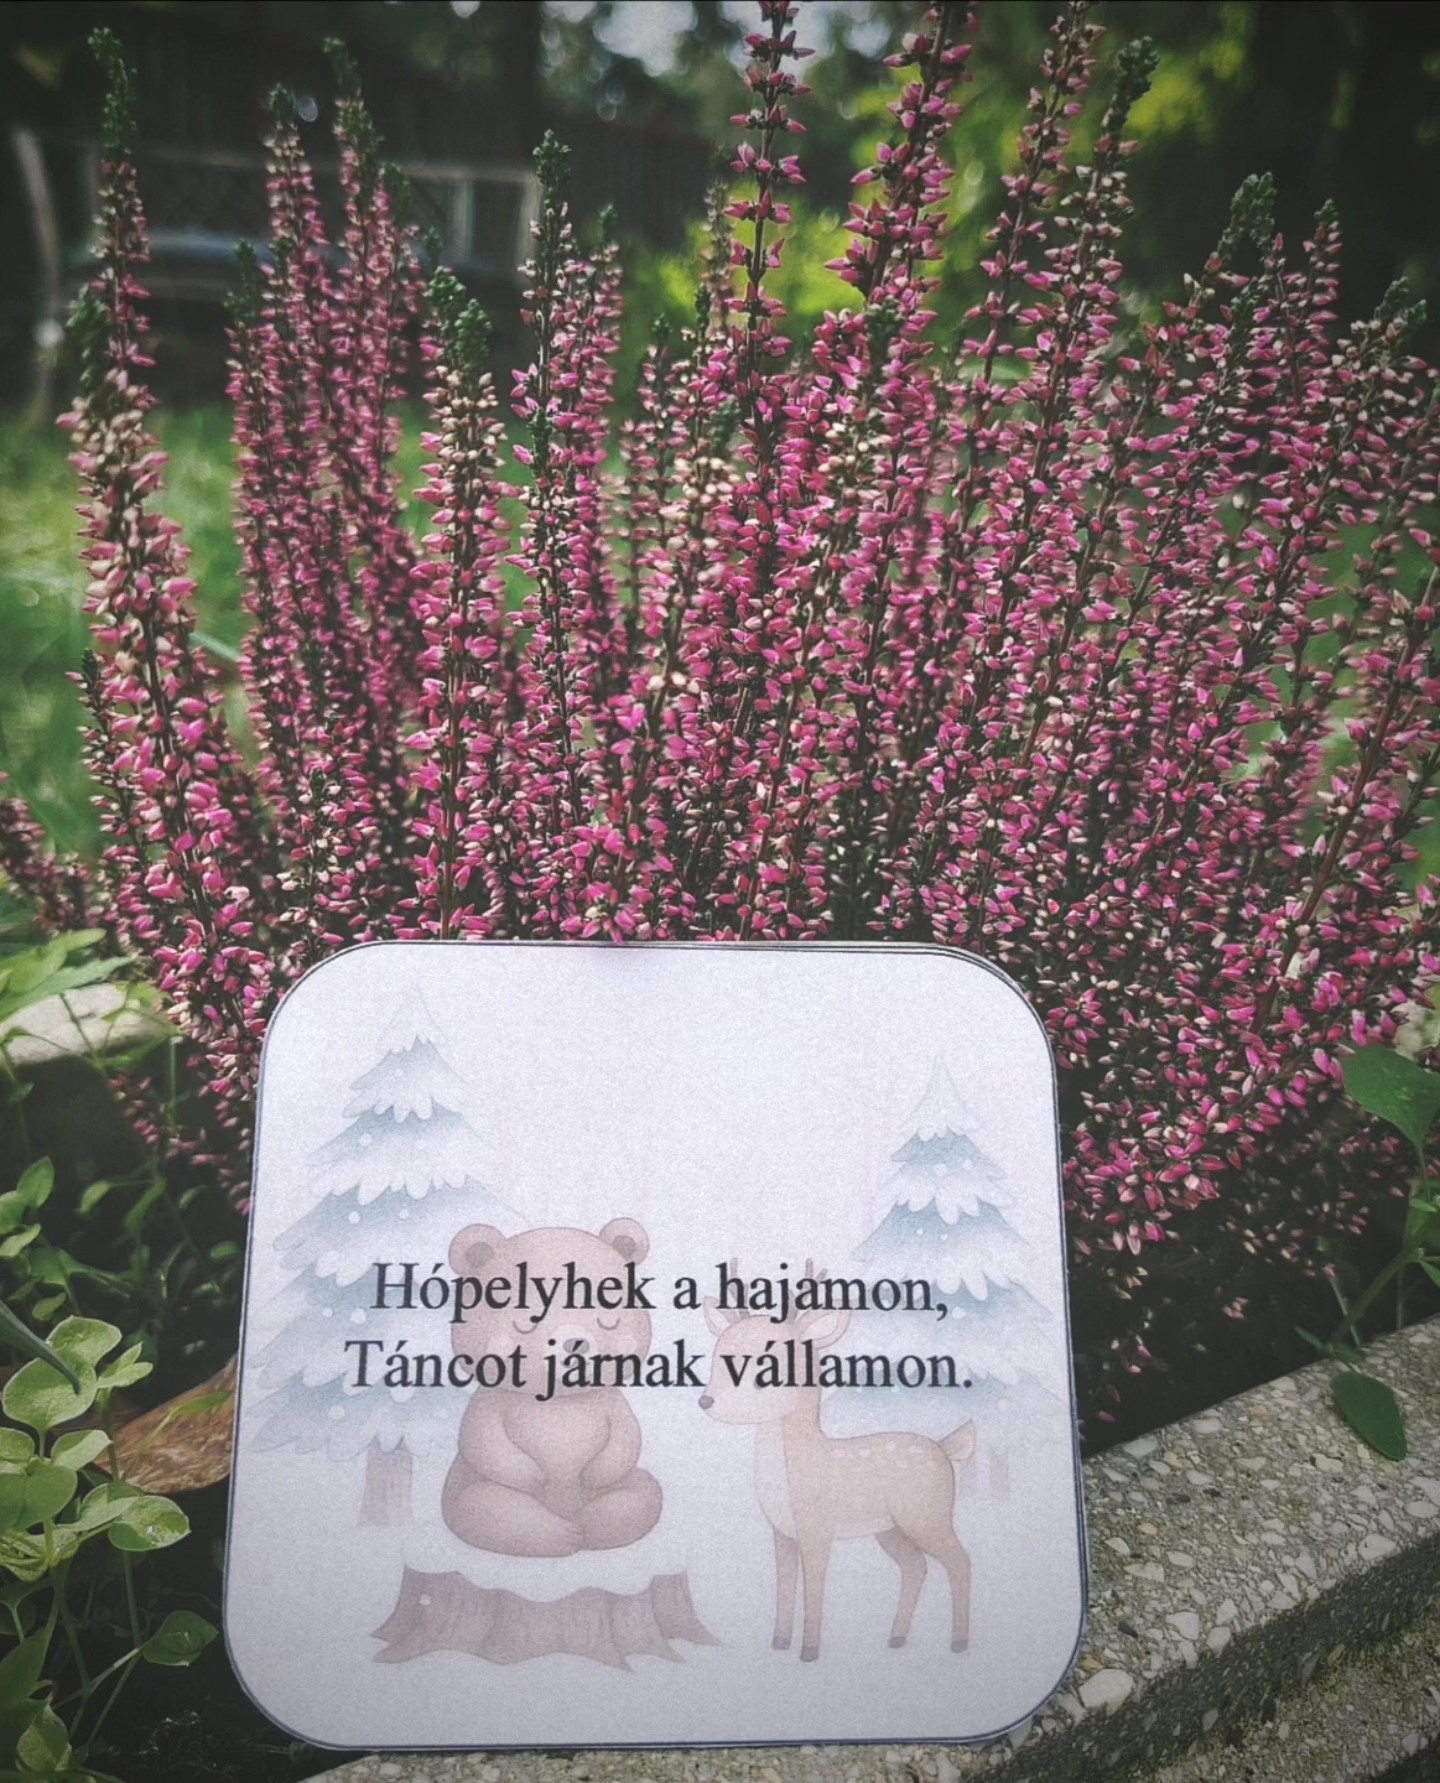 Hópelyhek a hajamon,
Táncot járnak vállamon.